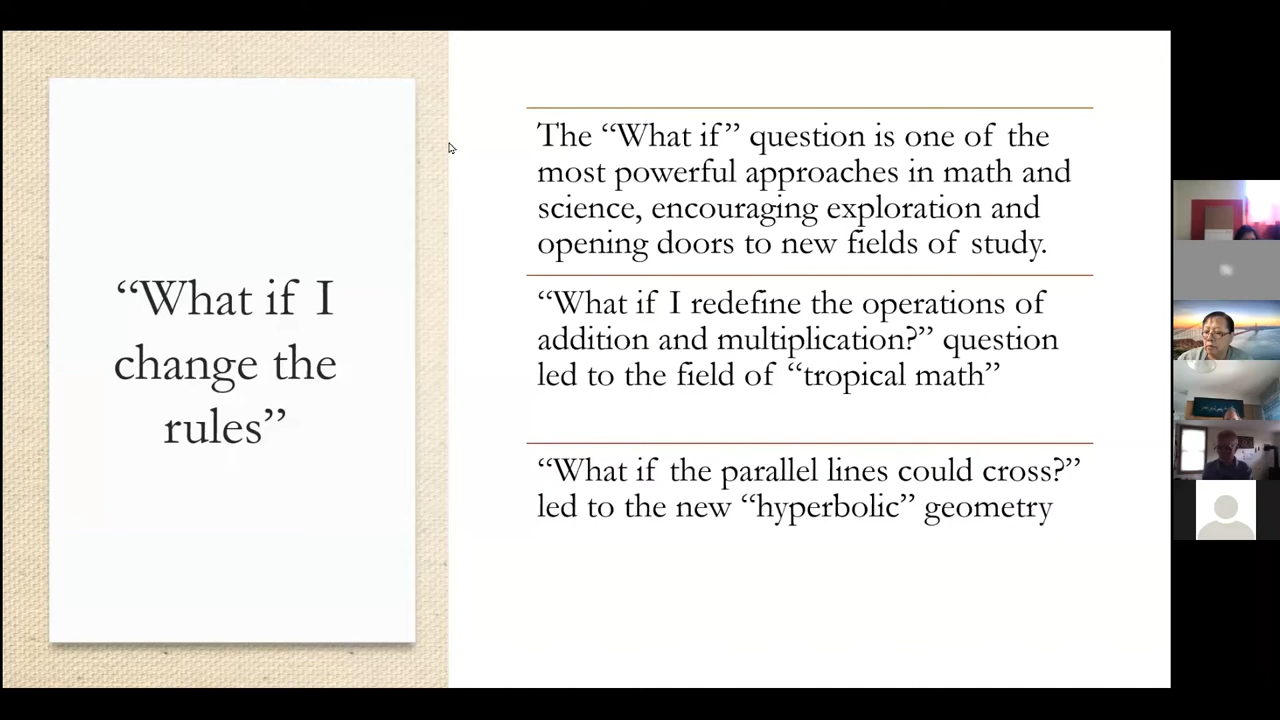 “What if I
change the
rules”
The “What if” question is one of the
most powerful approaches in math and
science, encouraging exploration and
opening doors to new fields of study.
“What if I redefine the operations of
addition and multiplication?” question
led to the field of “tropical math”
“What if the parallel lines could cross?”
led to the new “hyperbolic” geometry